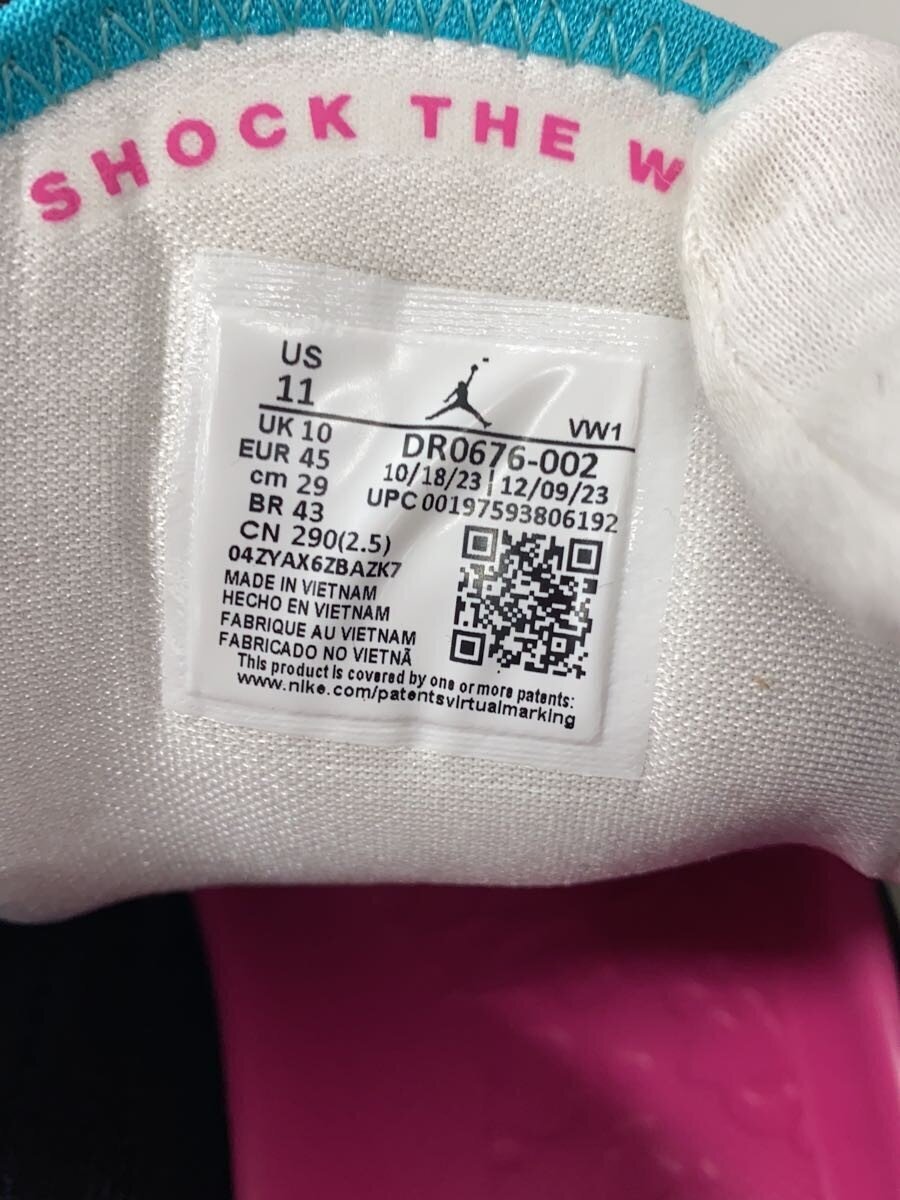 SHOCK THE W
US
11
VW1
UK 10
EUR 45
cm 29
BR 43
CN 290(2.5)
DR0676-002
10/18/23 | 12/09/23
UPC 00197593806192
04ZYAX6ZBAZK7
MADE IN VIETNAM
HECHO EN VIETNAM
FABRIQUE AU VIETNAM
FABRICADO NO VIETNÃ
This product is covered by one or more patents:
www.nike.com/patentsvirtualmarking